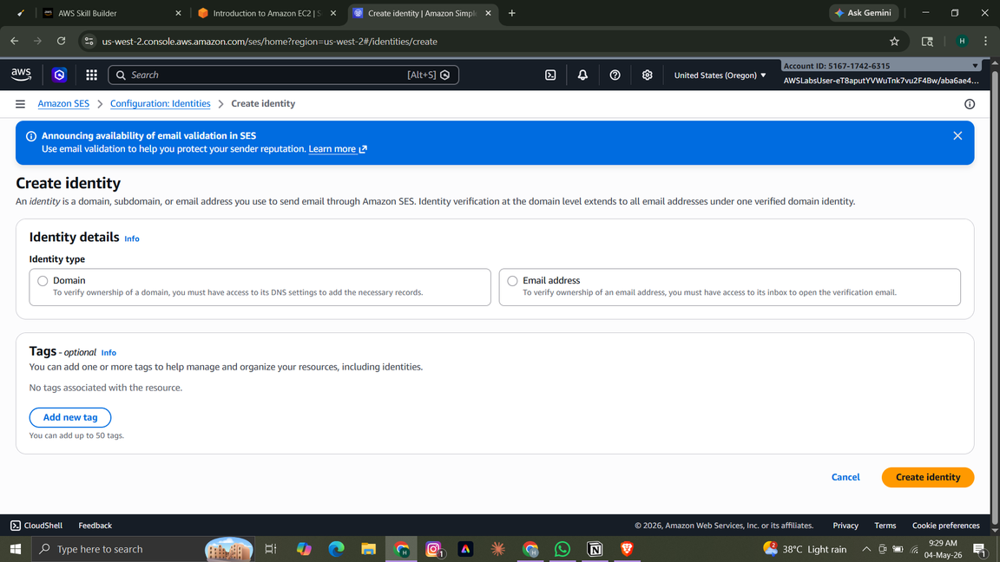 AWS Skill Builder
Introduction to Amazon EC2 | S
Create identity | Amazon Simple
Ask Gemini
us-west-2.console.aws.amazon.com/ses/home?region=us-west-2#/identities/create
H
aws
Search
[Alt+S]
United States (Oregon)
Account ID: 5167-1742-6315
AWSLabsUser-eT8aputYVWuTnk7vu2F4Bw/aba6ae4...
Amazon SES
Configuration: Identities
Create identity
Announcing availability of email validation in SES
Use email validation to help you protect your sender reputation. Learn more
Create identity
An identity is a domain, subdomain, or email address you use to send email through Amazon SES. Identity verification at the domain level extends to all email addresses under one verified domain identity.
Identity details Info
Identity type
Domain
To verify ownership of a domain, you must have access to its DNS settings to add the necessary records.
Email address
To verify ownership of an email address, you must have access to its inbox to open the verification email.
Tags - optional Info
You can add one or more tags to help manage and organize your resources, including identities.
No tags associated with the resource.
Add new tag
You can add up to 50 tags.
Cancel
Create identity
CloudShell
Feedback
© 2026, Amazon Web Services, Inc. or its affiliates.
Privacy
Terms
Cookie preferences
Type here to search
1
2
38°C Light rain
9:29 AM
04-May-26
1